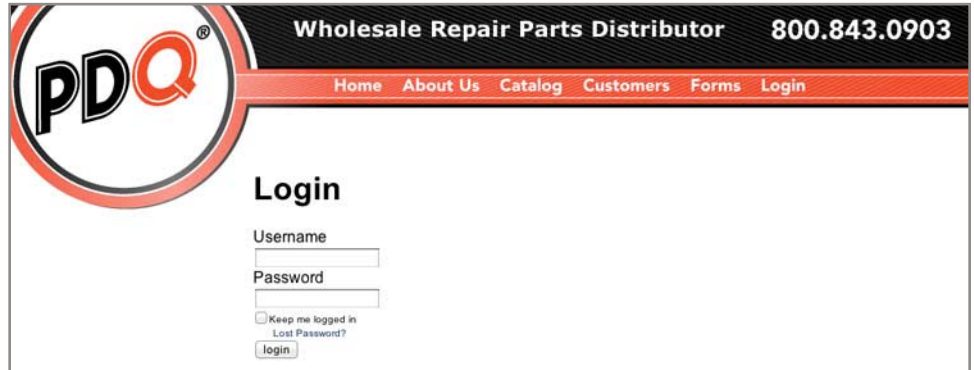 PDQ®
Wholesale Repair Parts Distributor 800.843.0903
Home About Us Catalog Customers Forms Login
Login
Username
Password
Keep me logged in
Lost Password?
login